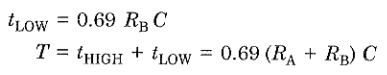 t_LOW = 0.69 R_B C
T = t_HIGH + t_LOW = 0.69 (R_A + R_B) C